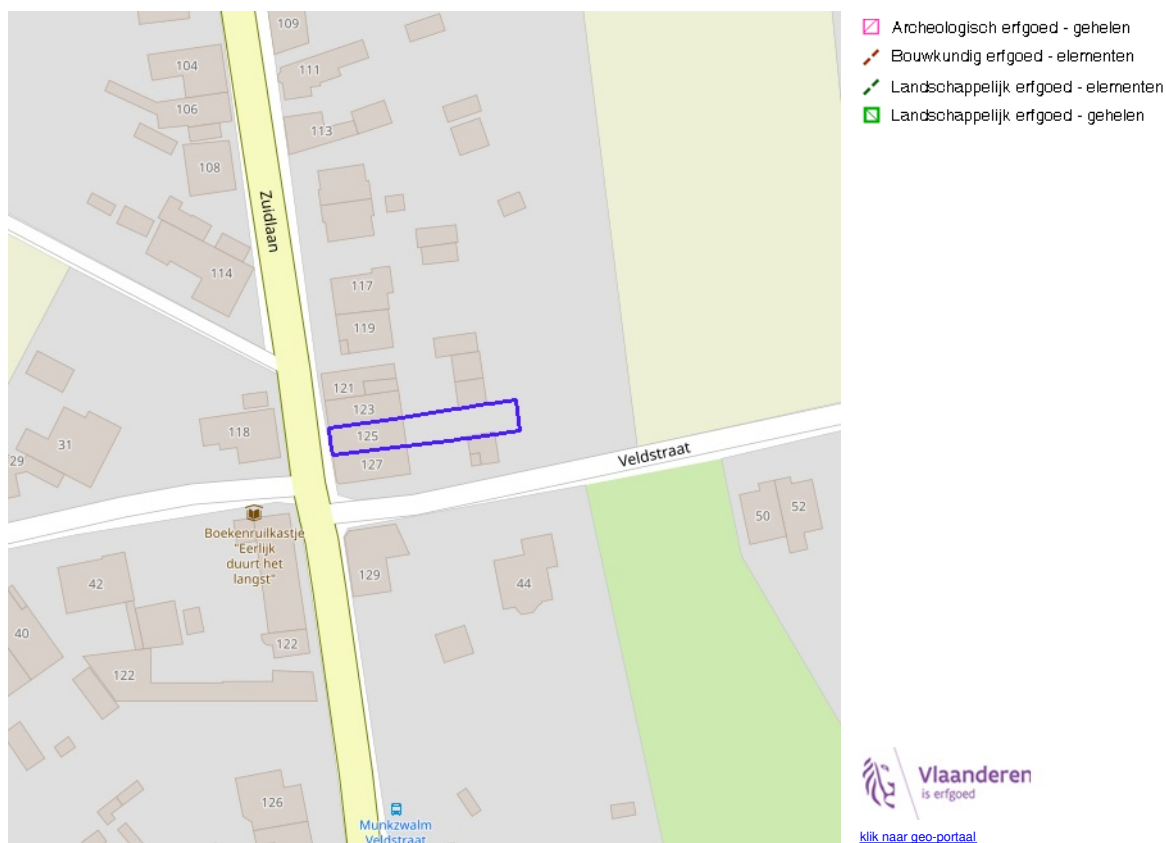 109
104
111
106
113
108
Zuidlaan
114
117
119
121
123
118
125
31
29
127
Veldstraat
50
52
Boekenruilkastje
"Eerlijk
duurt het
langst"
129
42
44
40
122
122
126
Munkzwalm
Veldstraat
Archeologisch erfgoed - gehelen
Bouwkundig erfgoed - elementen
Landschappelijk erfgoed - elementen
Landschappelijk erfgoed - gehelen
Vlaanderen
is erfgoed
klik naar geo-portaal